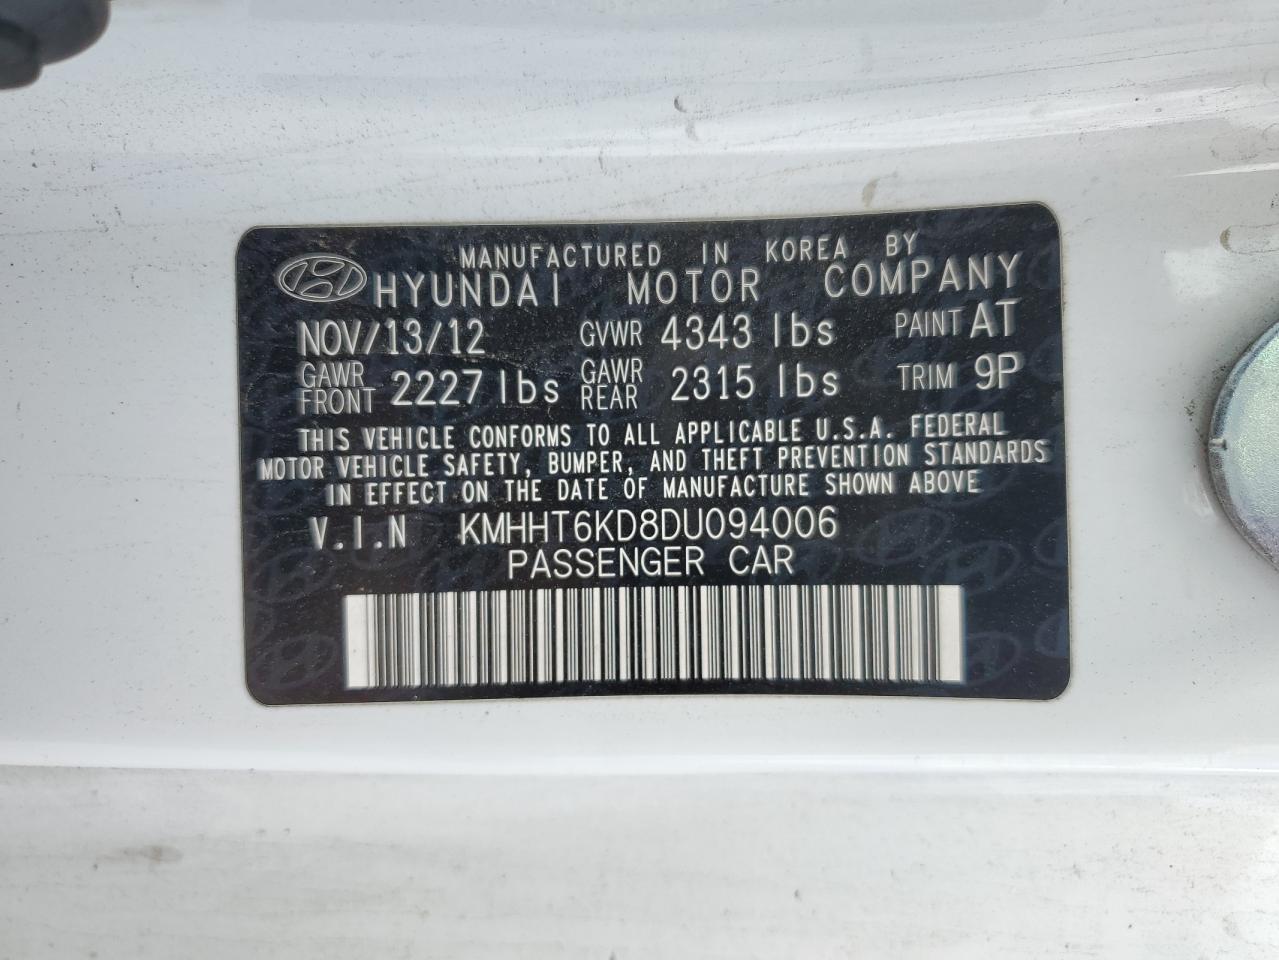 MANUFACTURED IN KOREA BY
HYUNDAI MOTOR COMPANY
NOV/13/12 GVWR 4343 lbs PAINT AT
GAWR FRONT 2227 lbs GAWR REAR 2315 lbs TRIM 9P
THIS VEHICLE CONFORMS TO ALL APPLICABLE U.S.A. FEDERAL
MOTOR VEHICLE SAFETY, BUMPER, AND THEFT PREVENTION STANDARDS
IN EFFECT ON THE DATE OF MANUFACTURE SHOWN ABOVE
V.I.N KMHHT6KD8DU094006
PASSENGER CAR